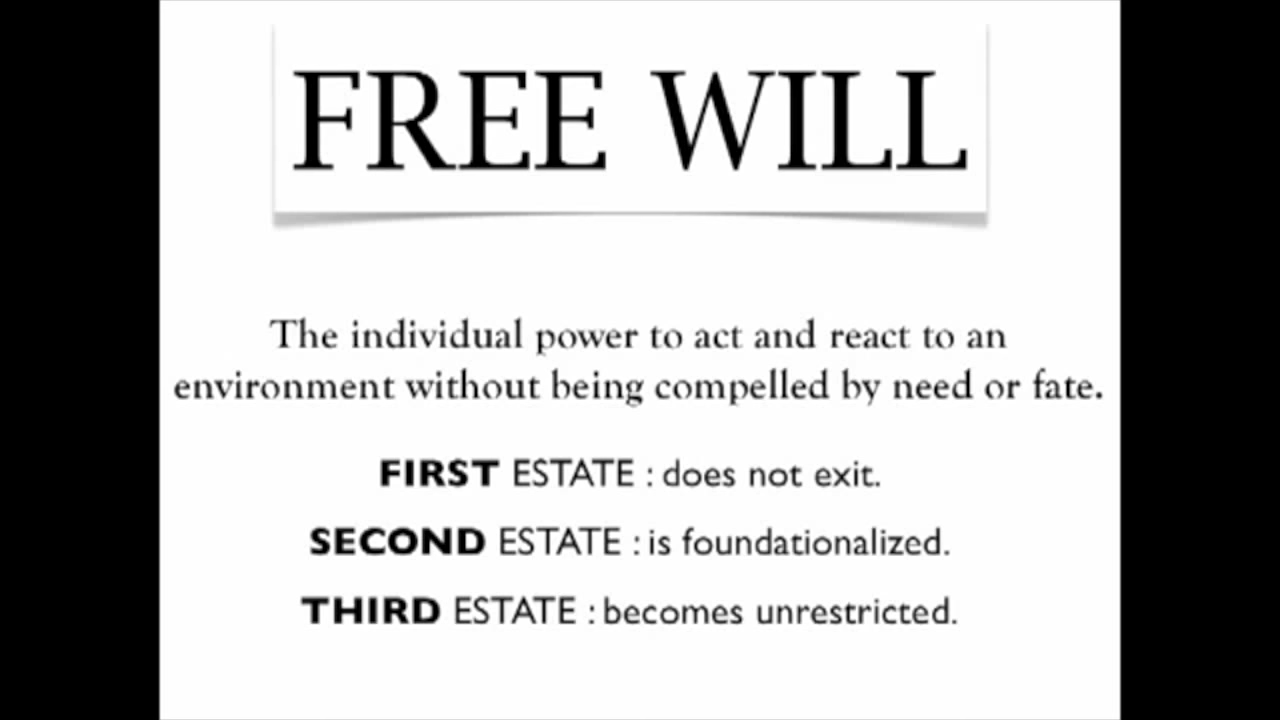 FREE WILL
The individual power to act and react to an
environment without being compelled by need or fate.
FIRST ESTATE : does not exit.
SECOND ESTATE : is foundationalized.
THIRD ESTATE : becomes unrestricted.